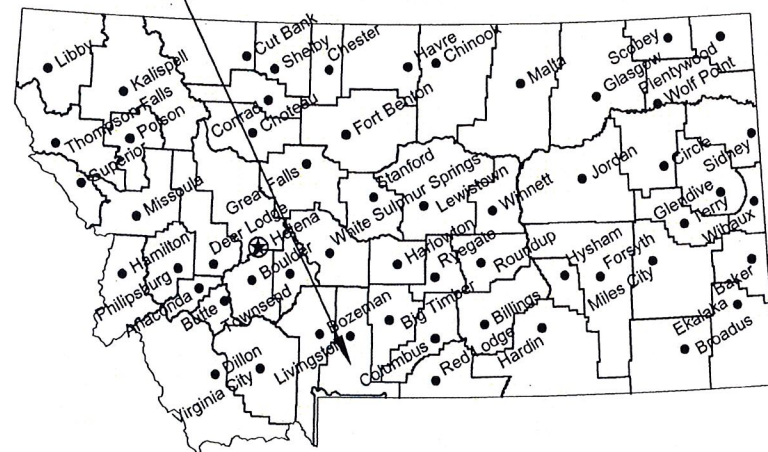 Libby
Kalispell
Cut Bank
Shelby
Chester
Havre
Chinook
Malta
Scobey
Glasgow
Plentywood
Wolf Point
Thompson Falls
Polson
Conrad
Choteau
Fort Benton
Superior
Missoula
Great Falls
Stanford
Lewistown
Winnett
Jordan
Circle
Sidney
Glendive
Terry
Wibaux
Hamilton
Philipsburg
Deer Lodge
Helena
White Sulphur Springs
Harlowton
Ryegate
Roundup
Hysham
Forsyth
Miles City
Baker
Anaconda
Butte
Boulder
Townsend
Bozeman
Livingston
Big Timber
Columbus
Billings
Red Lodge
Hardin
Ekalaka
Broadus
Dillon
Virginia City